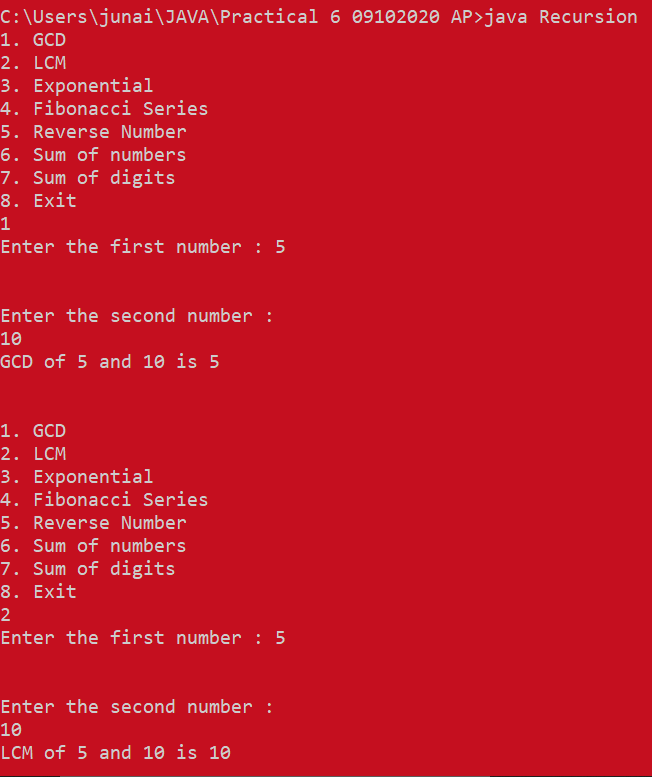 C:\Users\junai\JAVA\Practical 6 09102020 AP>java Recursion
1. GCD
2. LCM
3. Exponential
4. Fibonacci Series
5. Reverse Number
6. Sum of numbers
7. Sum of digits
8. Exit
1
Enter the first number : 5
Enter the second number :
10
GCD of 5 and 10 is 5
1. GCD
2. LCM
3. Exponential
4. Fibonacci Series
5. Reverse Number
6. Sum of numbers
7. Sum of digits
8. Exit
2
Enter the first number : 5
Enter the second number :
10
LCM of 5 and 10 is 10